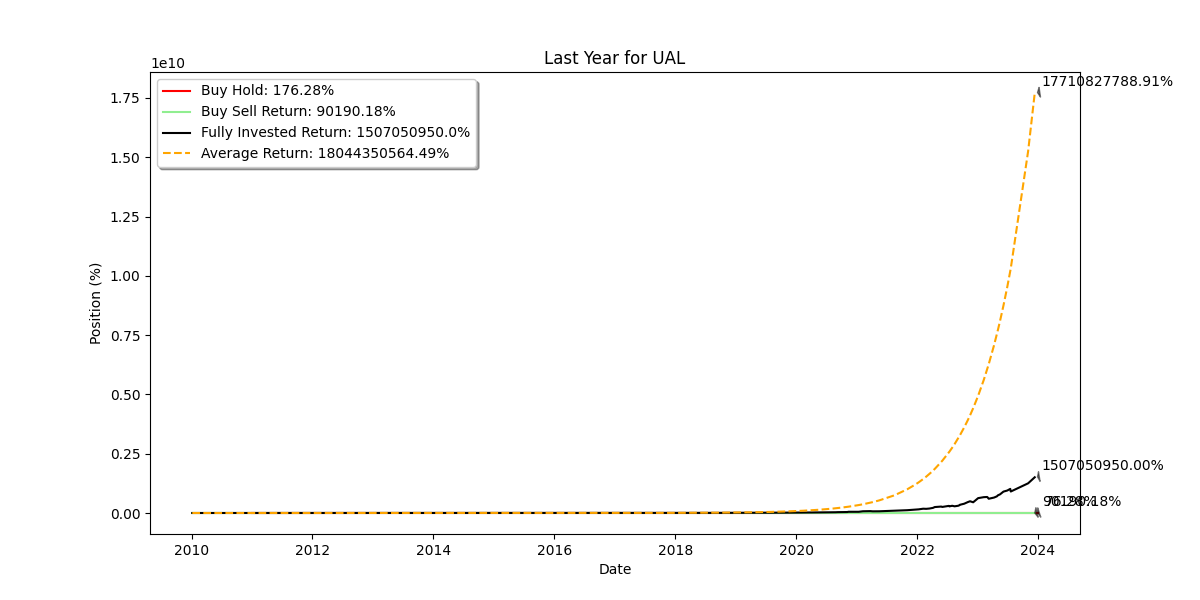 Last Year for UAL
1e10
Buy Hold: 176.28%
Buy Sell Return: 90190.18%
Fully Invested Return: 1507050950.0%
Average Return: 18044350564.49%
17710827788.91%
1.75
1.50
1.25
1.00
0.75
0.50
0.25
0.00
Position (%)
1507050950.00%
2010
2012
2014
2016
2018
2020
2022
2024
Date